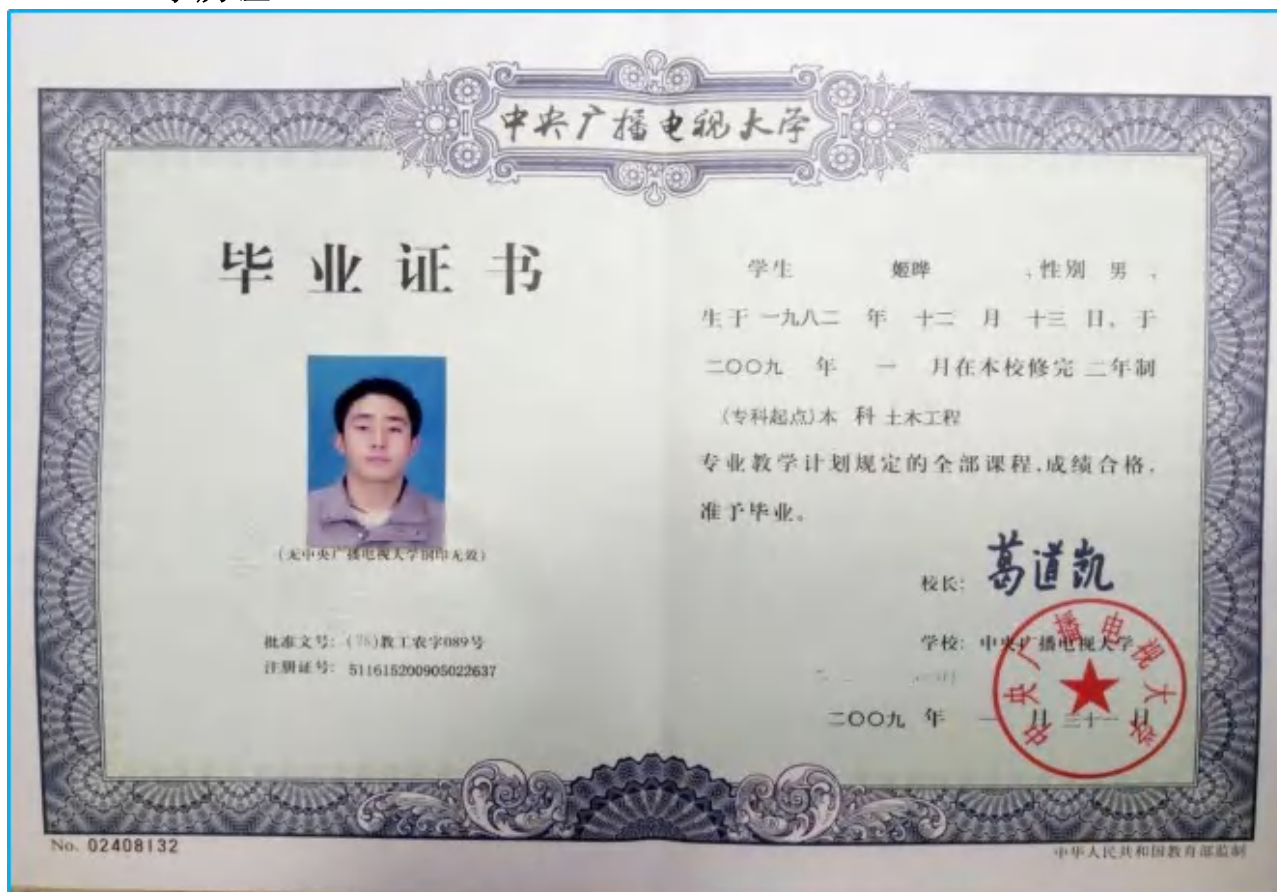 中央广播电视大学
毕业证书
(无中央广播电视大学钢印无效)
批准文号: (78)教工农字089号
注册证号: 511615200905022637
学生 姬晔 、性别 男 、
生于 一九八二 年 十二 月 十三 日、于
二〇〇九 年 一 月在本校修完 二年制
(专科起点)本 科 土木工程
专业教学计划规定的全部课程,成绩合格,
准予毕业。
校长: 葛道凯
学校: 中央广播电视大学
中央广播电视大学
二〇〇九 年 一 月 三十一 日
No. 02408132
中华人民共和国教育部监制